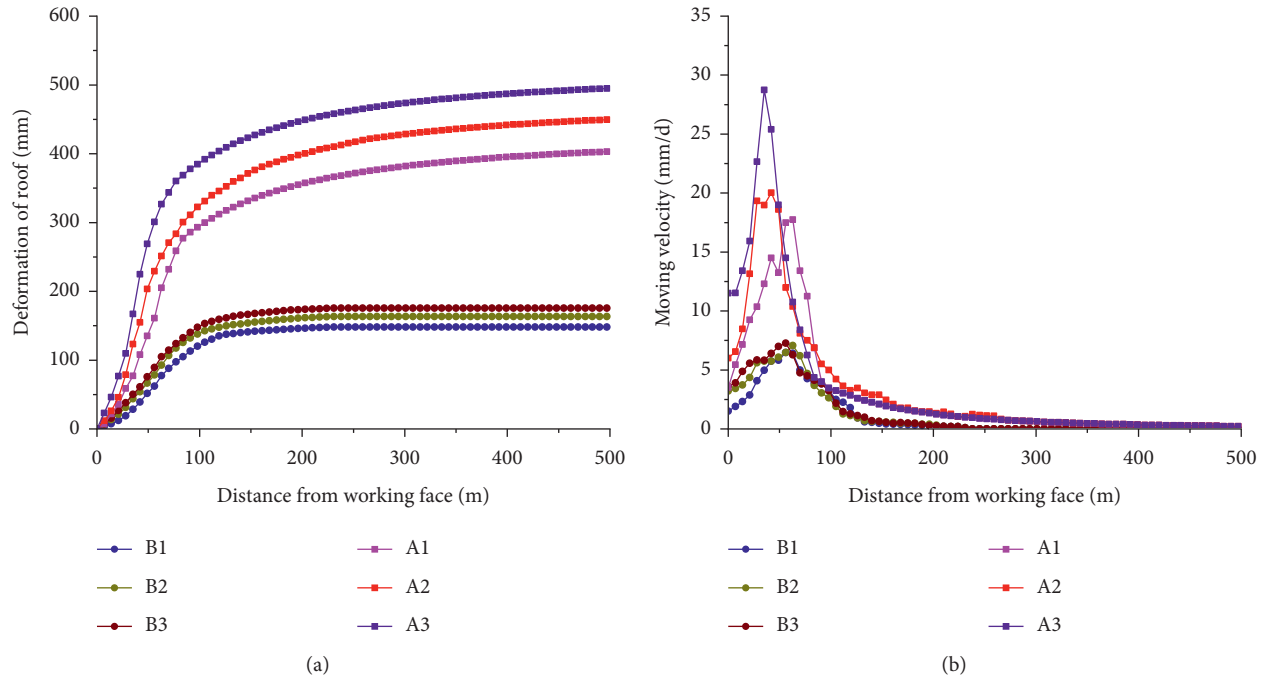 600
500
400
300
200
100
0
Deformation of roof (mm)
0 100 200 300 400 500
Distance from working face (m)
B1 A1
B2 A2
B3 A3
(a)
35
30
25
20
15
10
5
0
Moving velocity (mm/d)
0 100 200 300 400 500
Distance from working face (m)
B1 A1
B2 A2
B3 A3
(b)